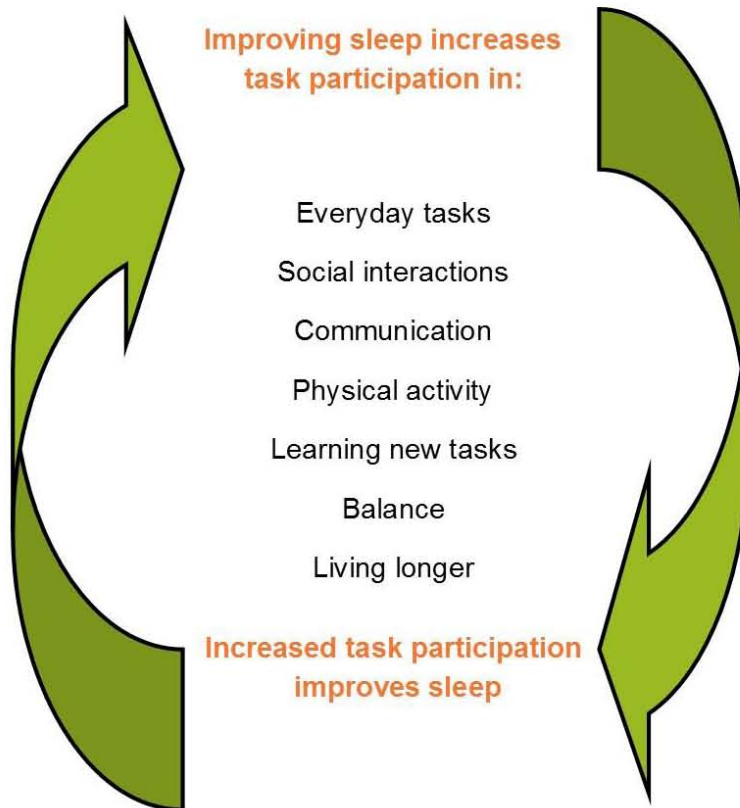 Improving sleep increases
task participation in:
Everyday tasks
Social interactions
Communication
Physical activity
Learning new tasks
Balance
Living longer
Increased task participation
improves sleep